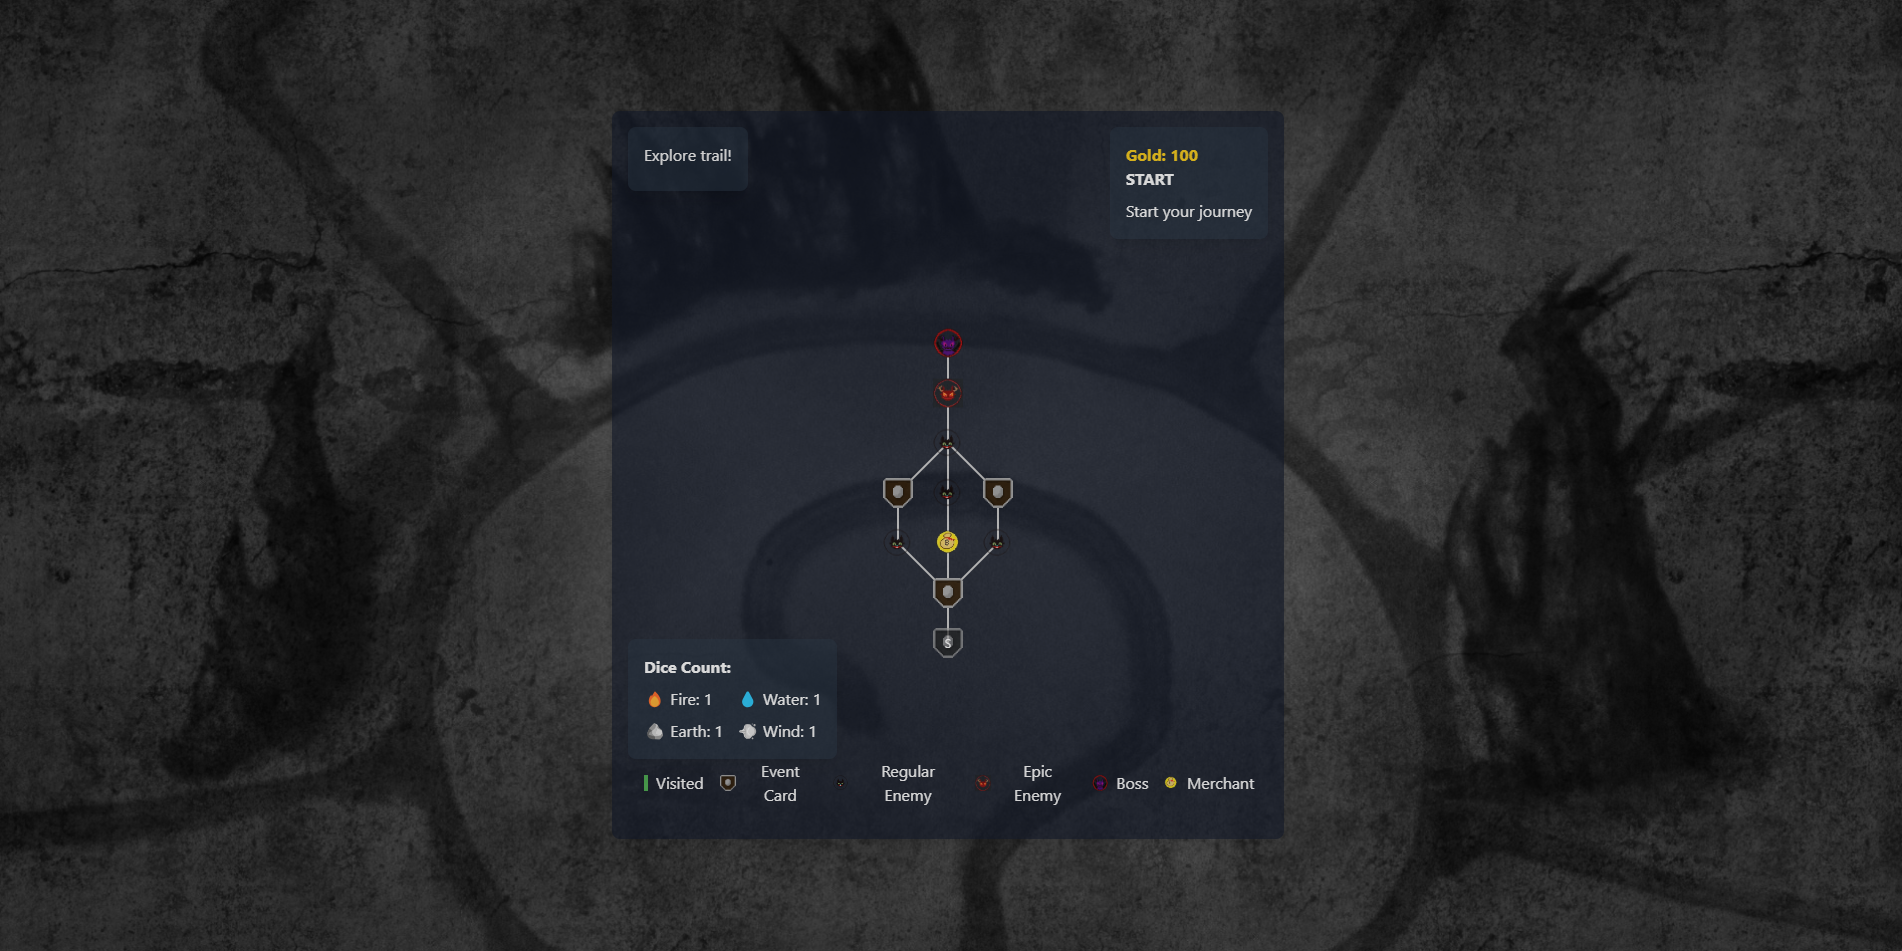 Explore trail!
Gold: 100
START
Start your journey
S
Dice Count:
Fire: 1
Water: 1
Earth: 1
Wind: 1
Visited
Event
Card
Regular
Enemy
Epic
Enemy
Boss
Merchant